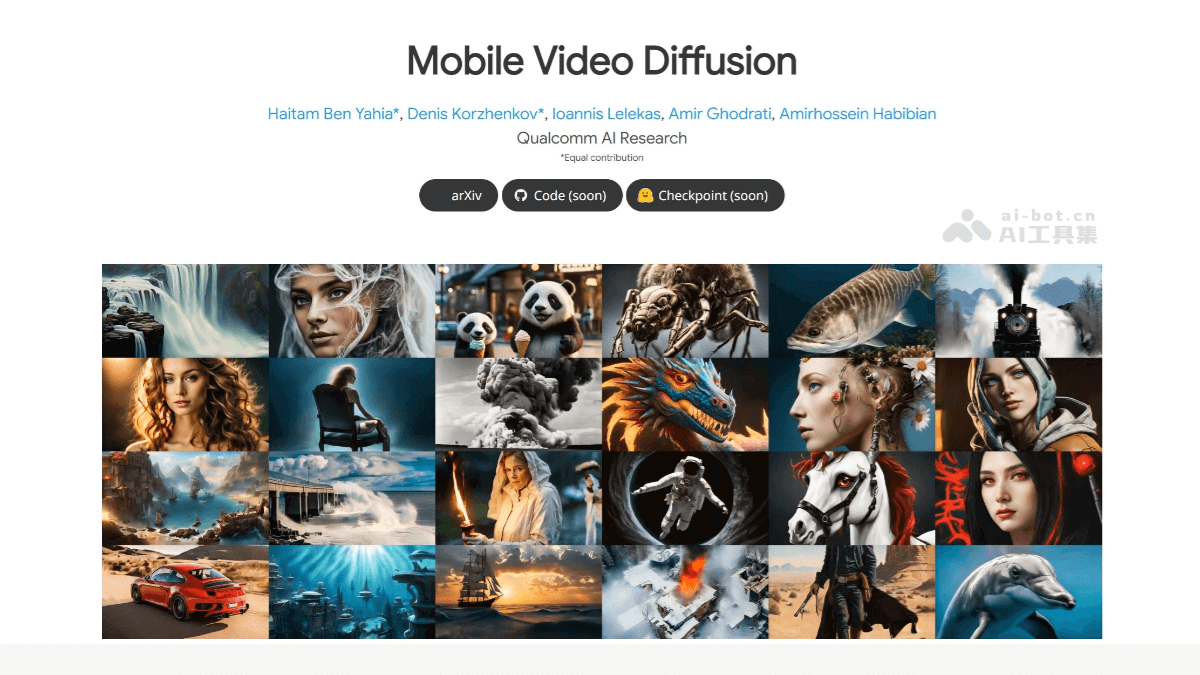 Mobile Video Diffusion
Haitam Ben Yahia*, Denis Korzhenkov*, Ioannis Lelekas, Amir Ghodrati, Amirhossein Habibian
Qualcomm AI Research
*Equal contribution
arXiv
Code (soon)
Checkpoint (soon)
ai-bot.cn
AI工具集